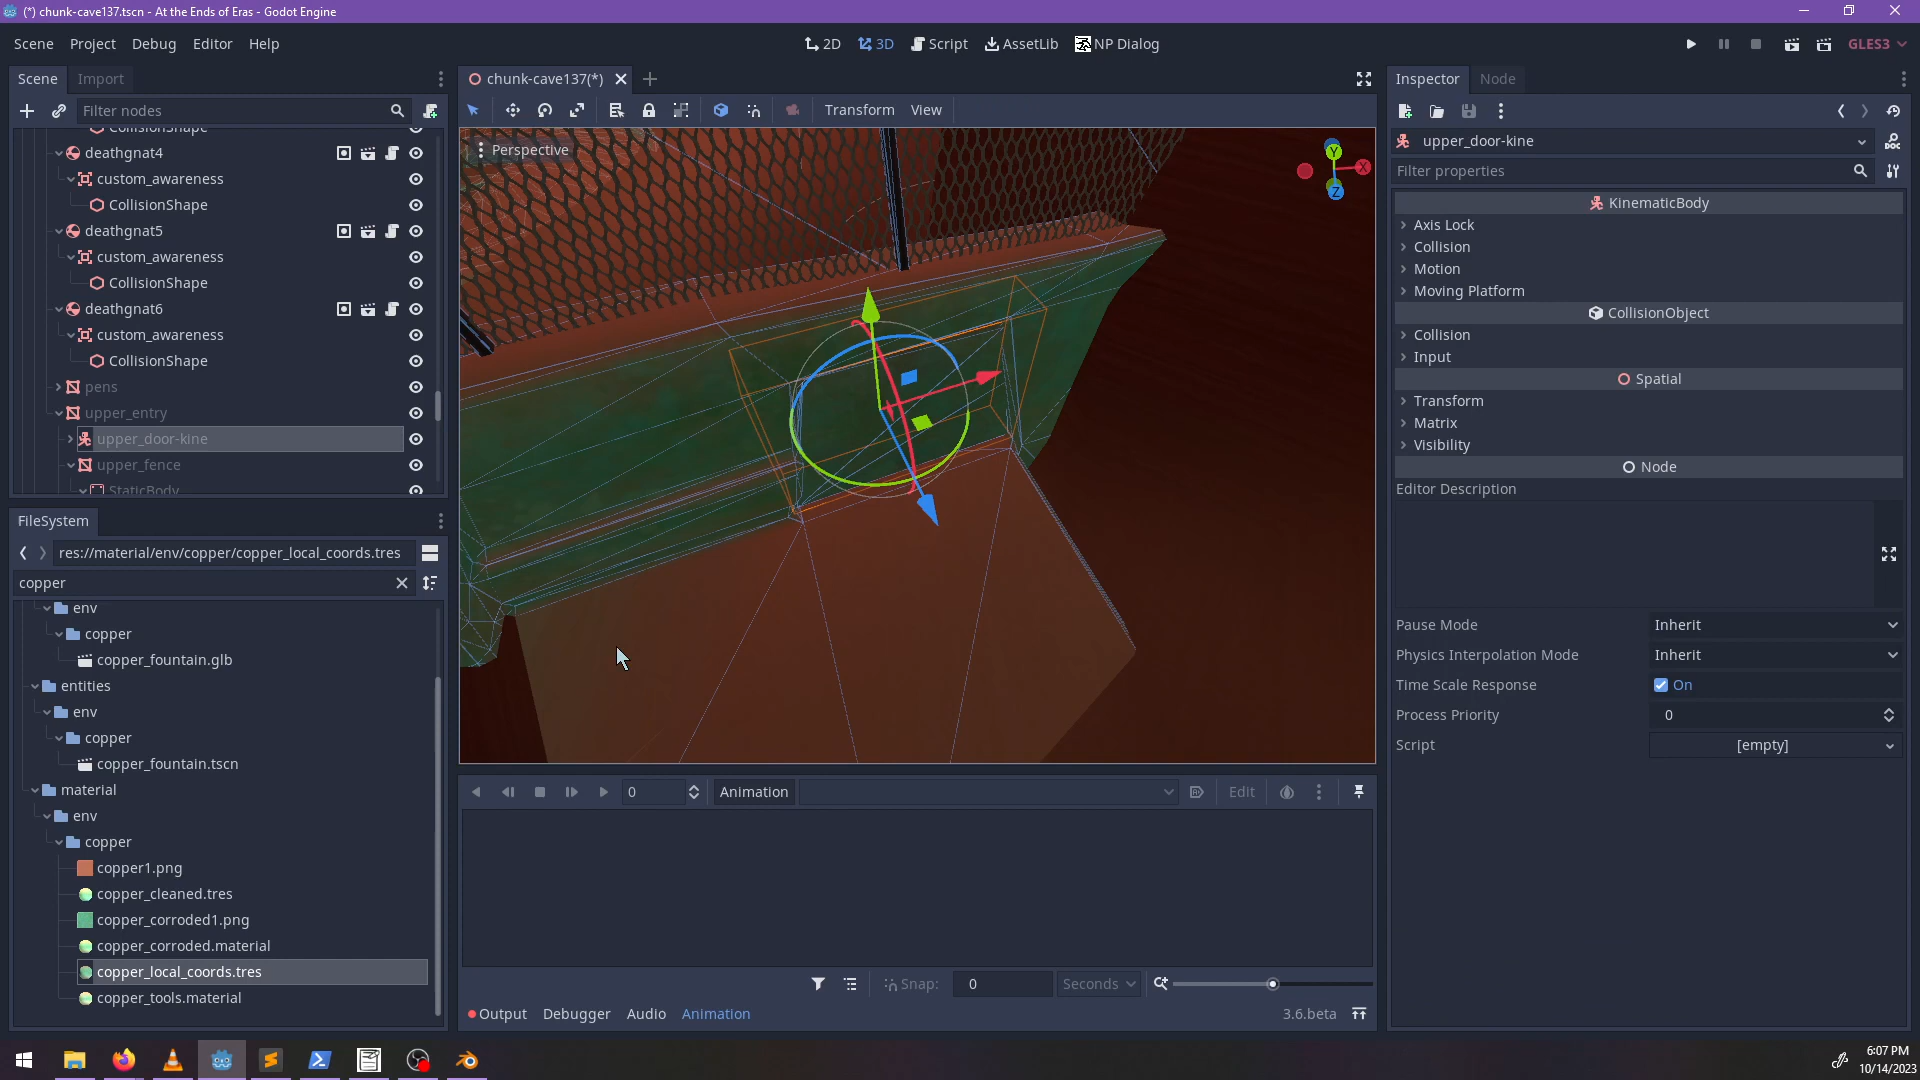 (*) chunk-cave137.tscn - At the Ends of Eras - Godot Engine
Scene Project Debug Editor Help
2D 3D Script AssetLib NP Dialog
GLES3
Scene Import
Filter nodes
CollisionShape
deathgnat4
custom_awareness
CollisionShape
deathgnat5
custom_awareness
CollisionShape
deathgnat6
custom_awareness
CollisionShape
pens
upper_entry
upper_door-kine
upper_fence
StaticBody
FileSystem
res://material/env/copper/copper_local_coords.tres
copper
env
copper
copper_fountain.glb
entities
env
copper
copper_fountain.tscn
material
env
copper
copper1.png
copper_cleaned.tres
copper_corroded1.png
copper_corroded.material
copper_local_coords.tres
copper_tools.material
chunk-cave137(*)
Transform View
Perspective
Y
X
Z
0 Animation Edit
Snap: 0 Seconds
Output Debugger Audio Animation 3.6.beta
Inspector Node
upper_door-kine
Filter properties
KinematicBody
Axis Lock
Collision
Motion
Moving Platform
CollisionObject
Collision
Input
Spatial
Transform
Matrix
Visibility
Node
Editor Description
Pause Mode Inherit
Physics Interpolation Mode Inherit
Time Scale Response On
Process Priority 0
Script [empty]
6:07 PM
10/14/2023